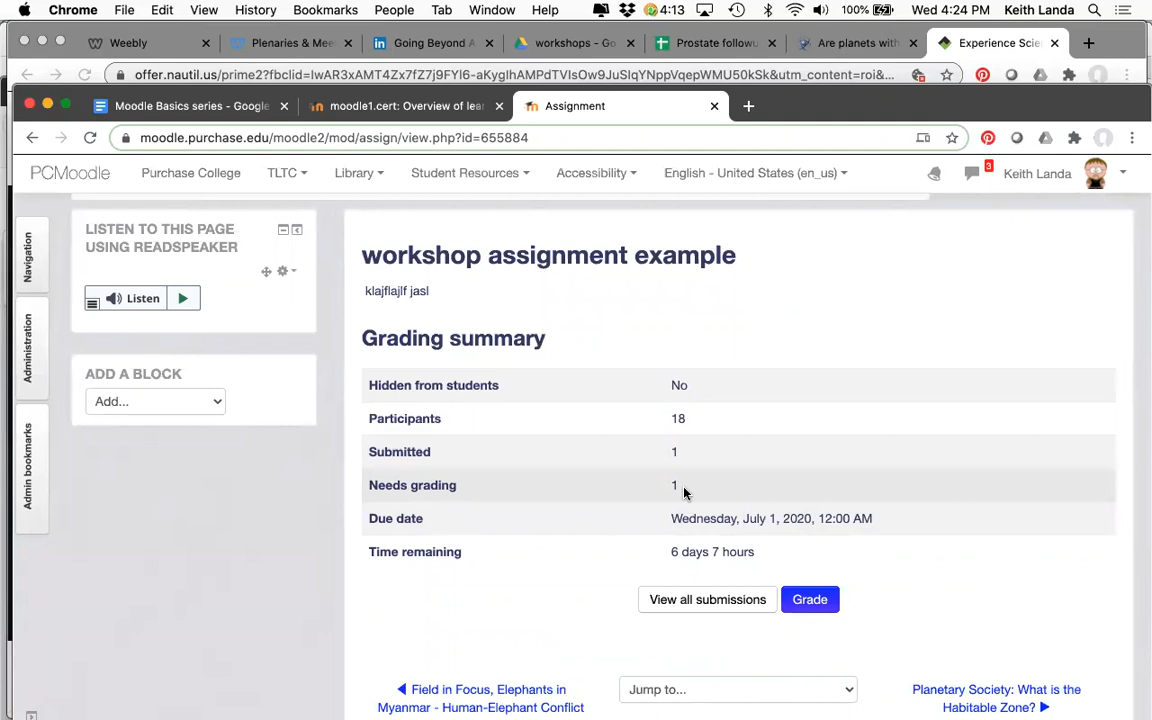 Chrome File Edit View History Bookmarks People Tab Window Help 4:13 100% Wed 4:24 PM Keith Landa
Weebly Plenaries & Mee Going Beyond A workshops - Go Prostate followu Are planets with Experience Scie
offer.nautil.us/prime2?fbclid=IwAR3xAMT4Zx7fZ7j9FYI6-aKyglhAMPdTVIsOw9JuSIqYNppVqepWMU50kSk&utm_content=roi&...
Moodle Basics series - Google moodle1.cert: Overview of lear Assignment
moodle.purchase.edu/moodle2/mod/assign/view.php?id=655884
PCMoodle Purchase College TLTC Library Student Resources Accessibility English - United States (en_us) 3 Keith Landa
Navigation
Administration
Admin bookmarks
LISTEN TO THIS PAGE
USING READSPEAKER
Listen
ADD A BLOCK
Add...
workshop assignment example
klajflajlf jasl
Grading summary
Hidden from students No
Participants 18
Submitted 1
Needs grading 1
Due date Wednesday, July 1, 2020, 12:00 AM
Time remaining 6 days 7 hours
View all submissions Grade
Field in Focus, Elephants in
Myanmar - Human-Elephant Conflict
Jump to...
Planetary Society: What is the
Habitable Zone?